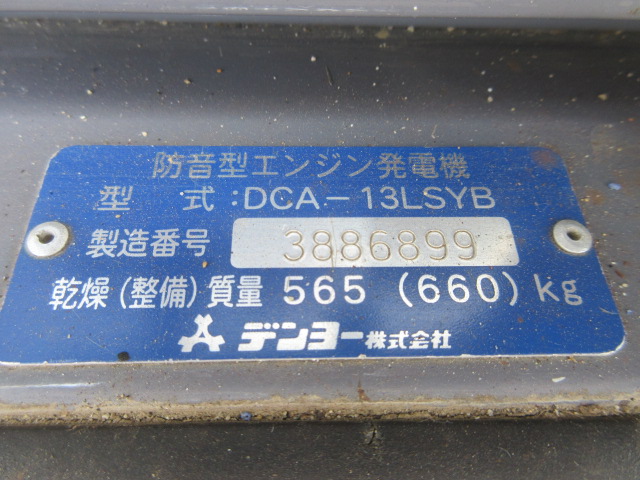 防音型エンジン発電機
型式:DCA-13LSYB
製造番号 3886899
乾燥(整備)質量 565 (660) kg
デンヨー株式会社